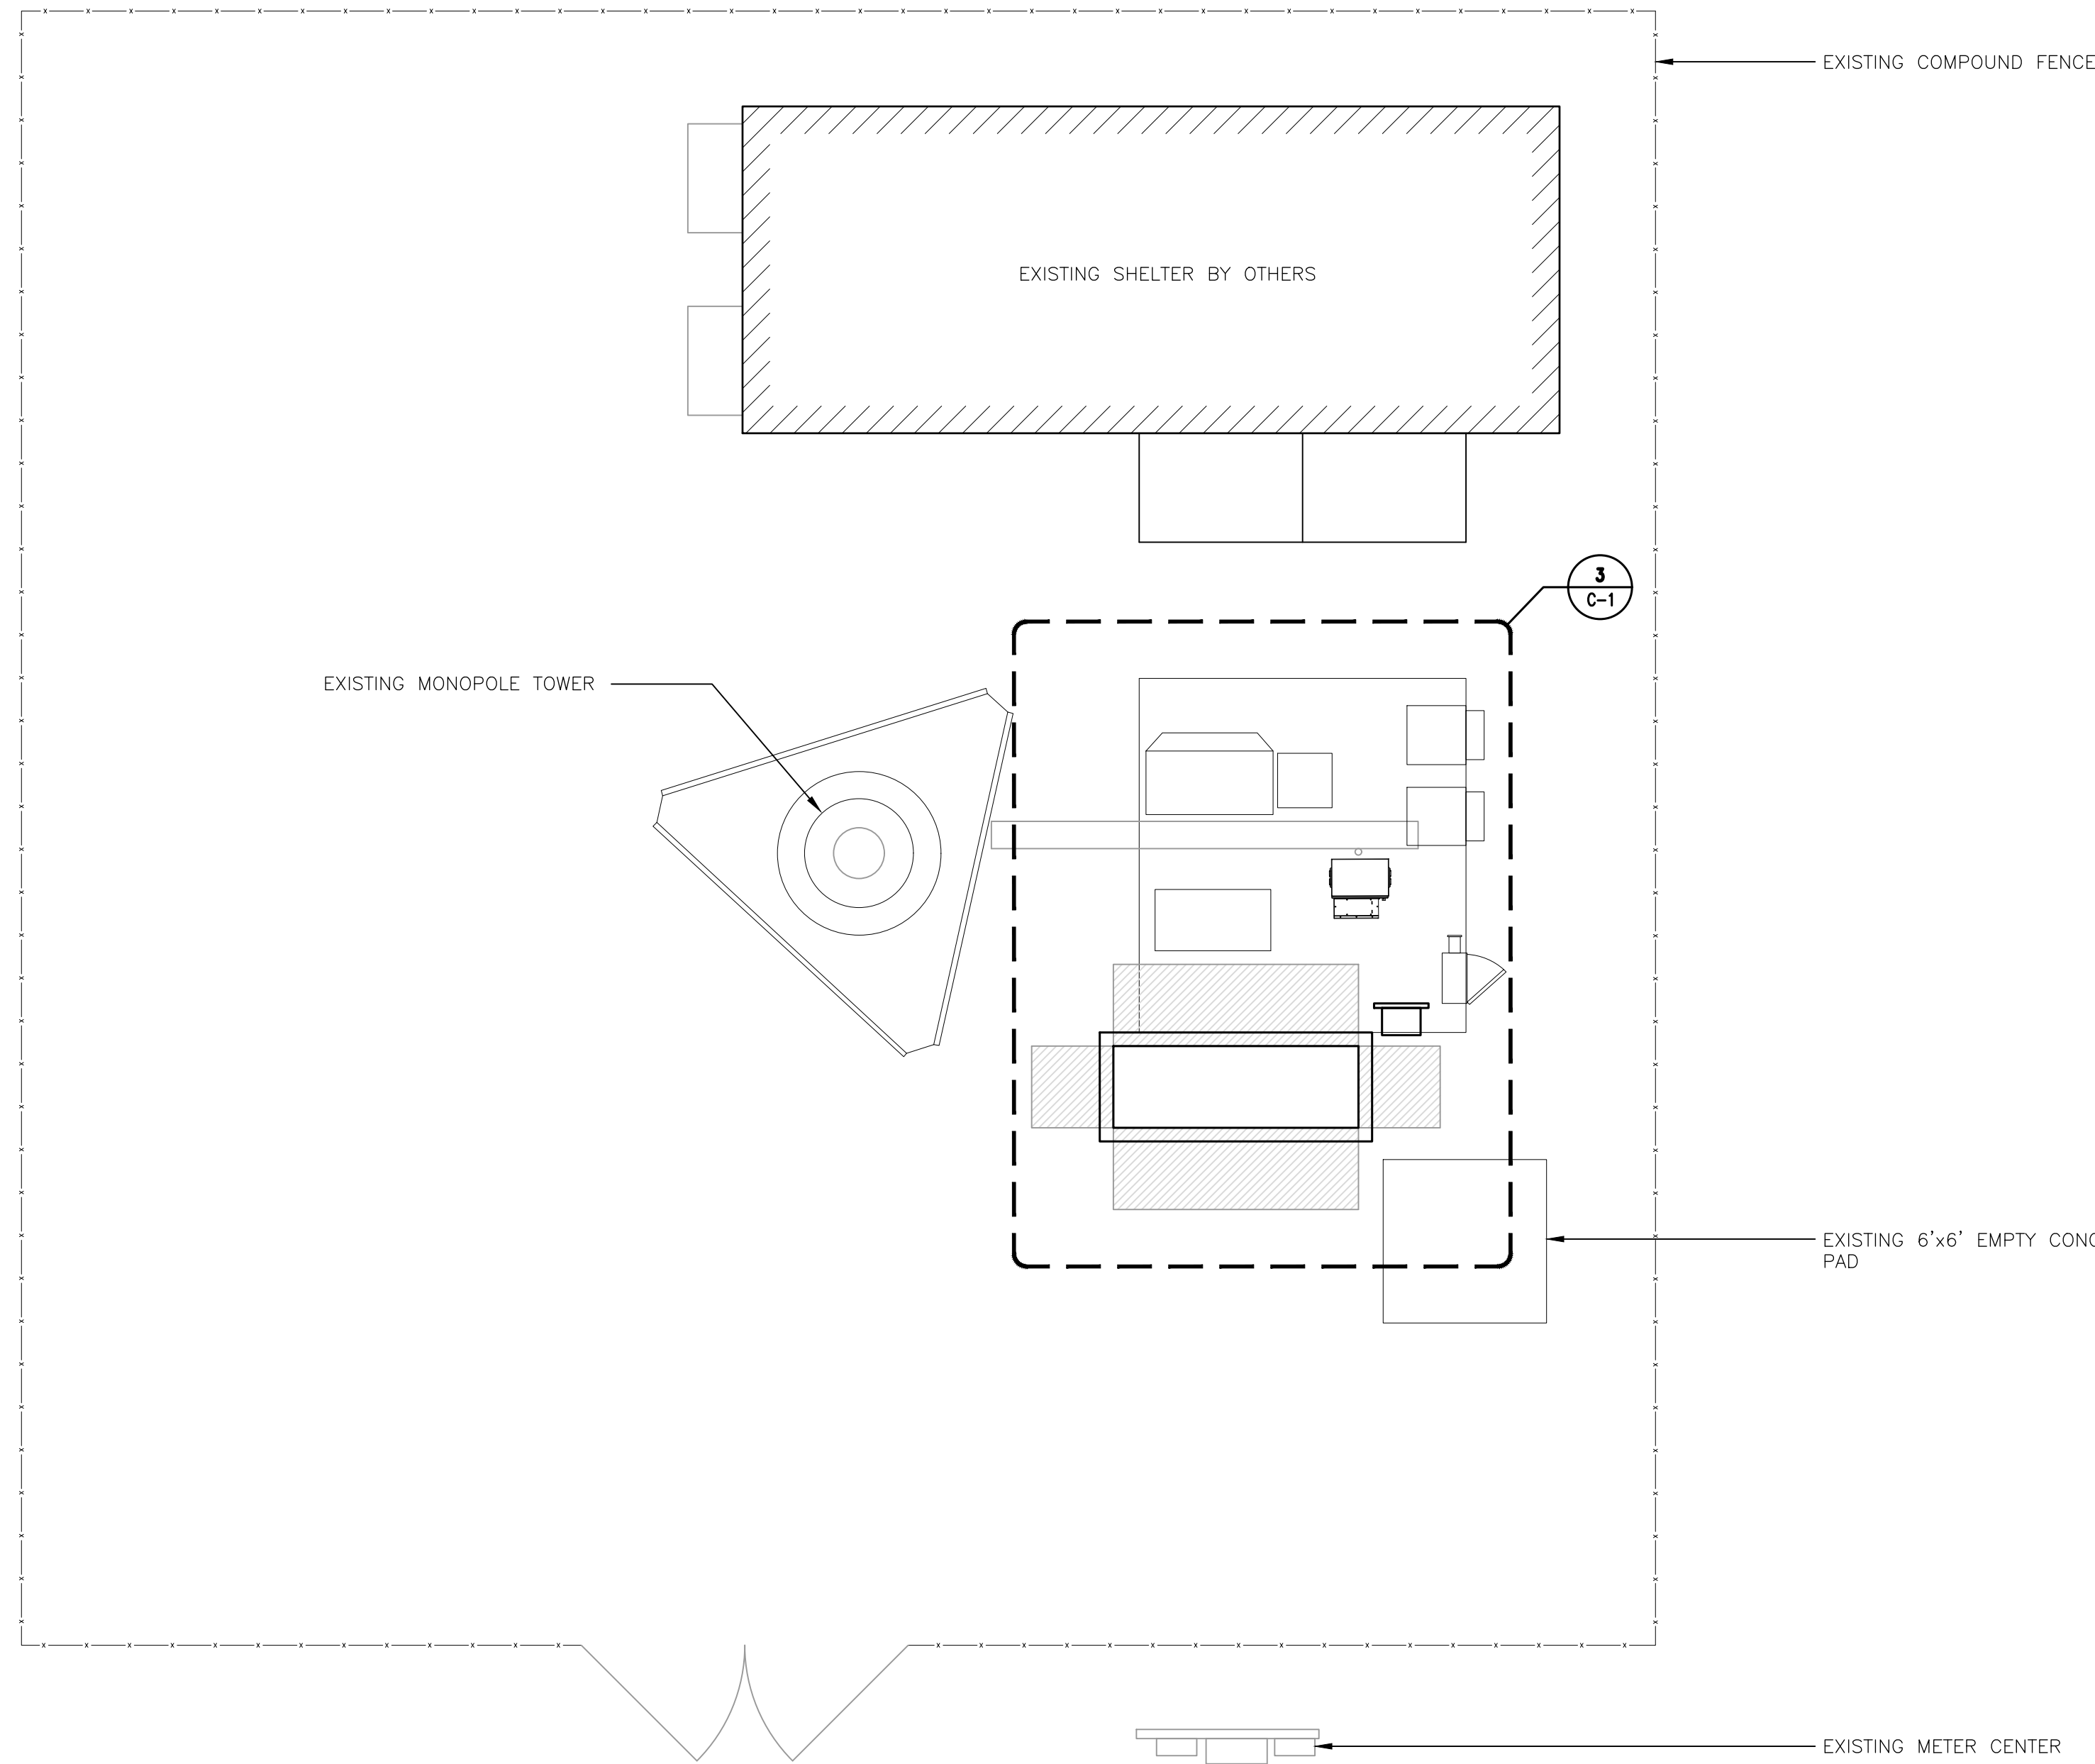 EXISTING COMPOUND FENCE
EXISTING SHELTER BY OTHERS
3
C-1
EXISTING MONOPOLE TOWER
EXISTING 6'x6' EMPTY
PAD
EXISTING METER CENTER